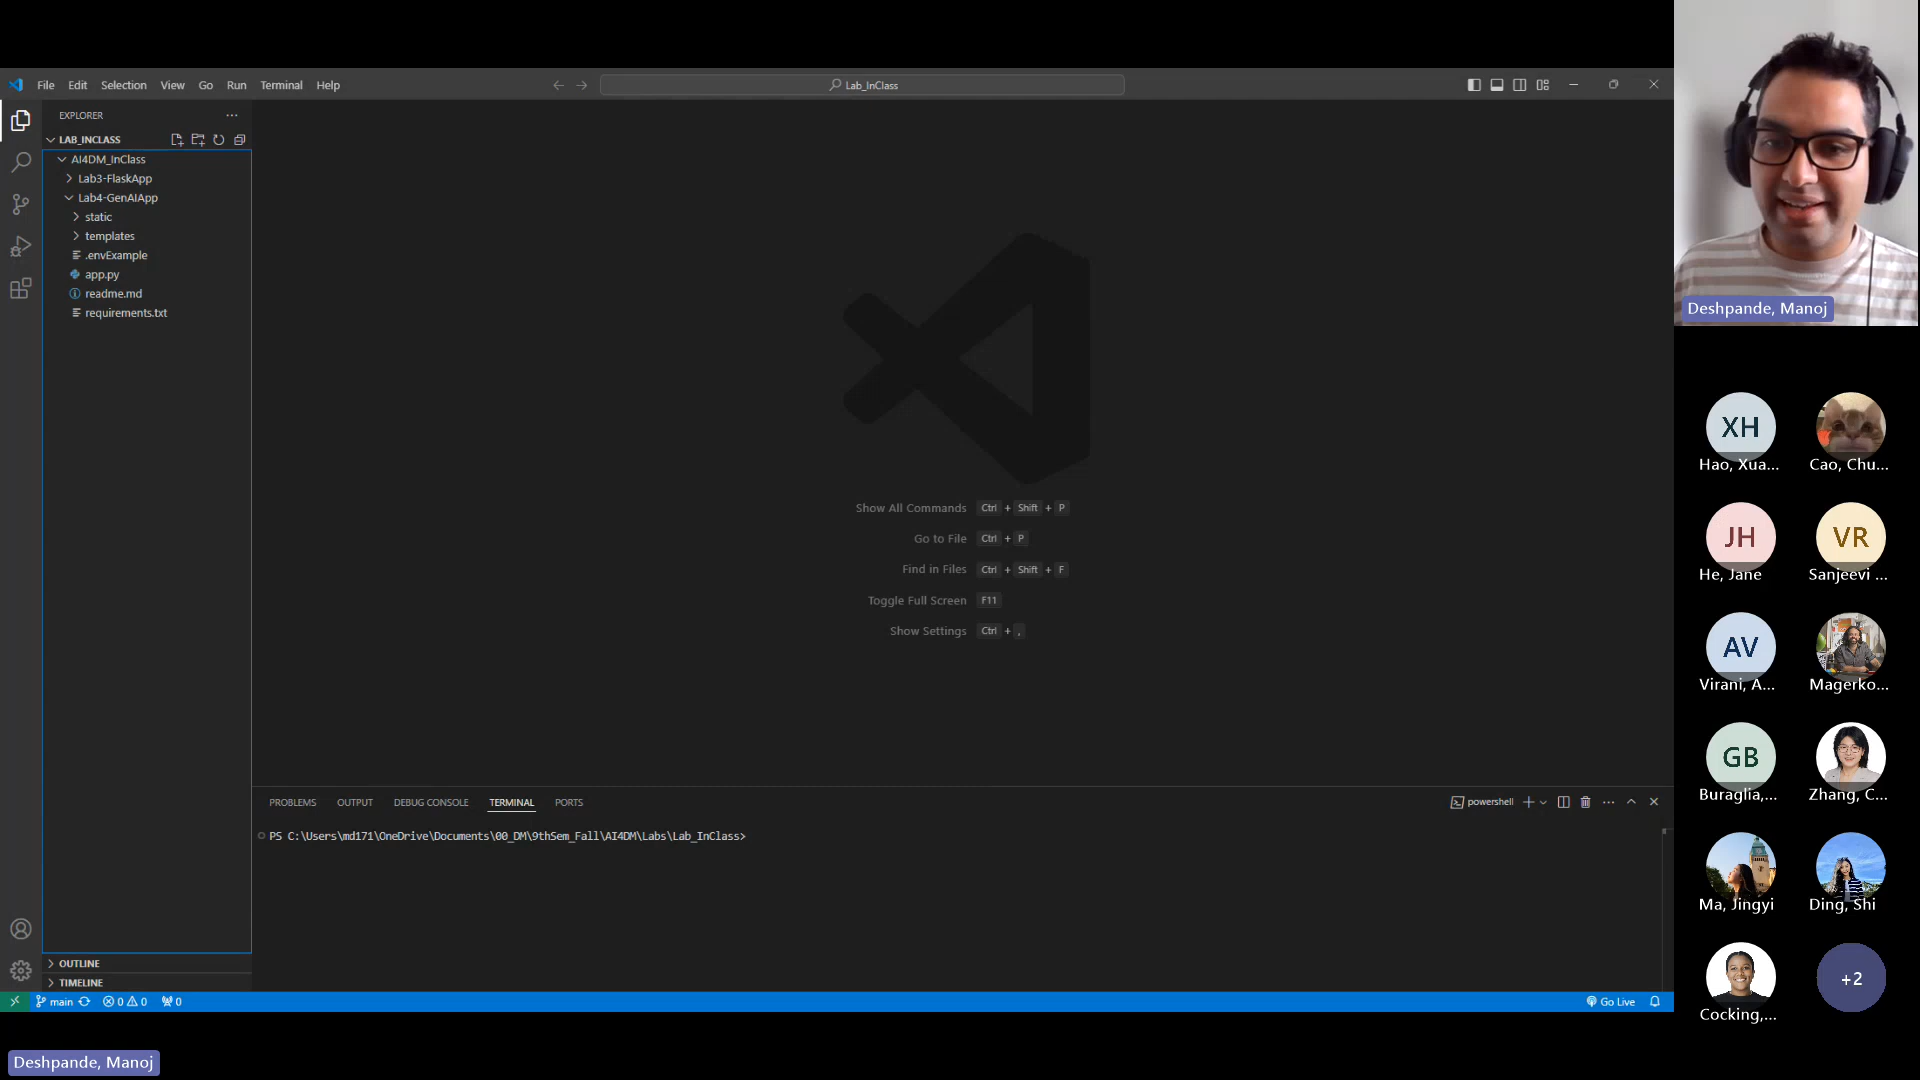 File Edit Selection View Go Run Terminal Help
Lab_InClass
EXPLORER
LAB_INCLASS
AI4DM_InClass
Lab3-FlaskApp
Lab4-GenAIApp
static
templates
.envExample
app.py
readme.md
requirements.txt
Show All Commands Ctrl + Shift + P
Go to File Ctrl + P
Find in Files Ctrl + Shift + F
Toggle Full Screen F11
Show Settings Ctrl + ,
PROBLEMS OUTPUT DEBUG CONSOLE TERMINAL PORTS
powershell
PS C:\Users\md171\OneDrive\Documents\00_DM\9thSem_Fall\AI4DM\Labs\Lab_InClass>
OUTLINE
TIMELINE
main 0 0 0
Go Live
Deshpande, Manoj
XH
Hao, Xua...
Cao, Chu...
JH
He, Jane
VR
Sanjeevi ...
AV
Virani, A...
Magerko...
GB
Buraglia,...
Zhang, C...
Ma, Jingyi
Ding, Shi
Cocking,...
+2
Deshpande, Manoj